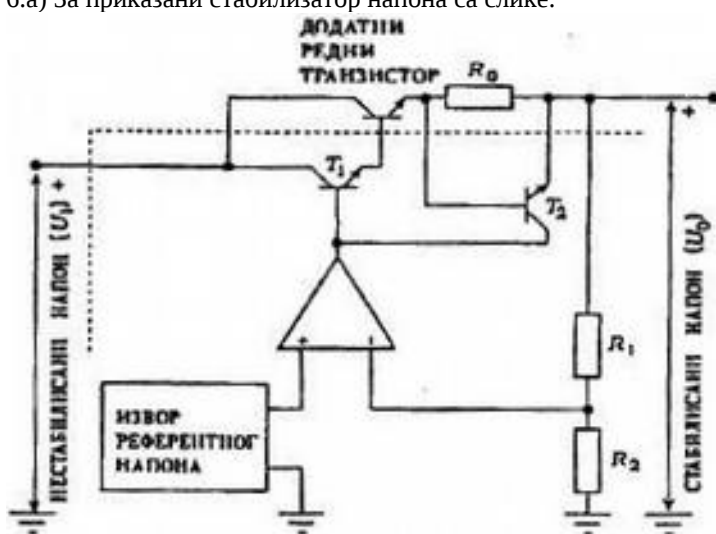 6.а) За приказани стабилизатор напона са слике:
ДОДАТНИ
РЕДНИ
ТРАНЗИСТОР
R₀
+
T₁
T₂
+
НЕСТАБИЛИСАНИ НАПОН (U₁)
СТАБИЛИСАНИ НАПОН (U₀)
+ −
R₁
ИЗВОР
РЕФЕРЕНТНОГ
НАПОНА
R₂